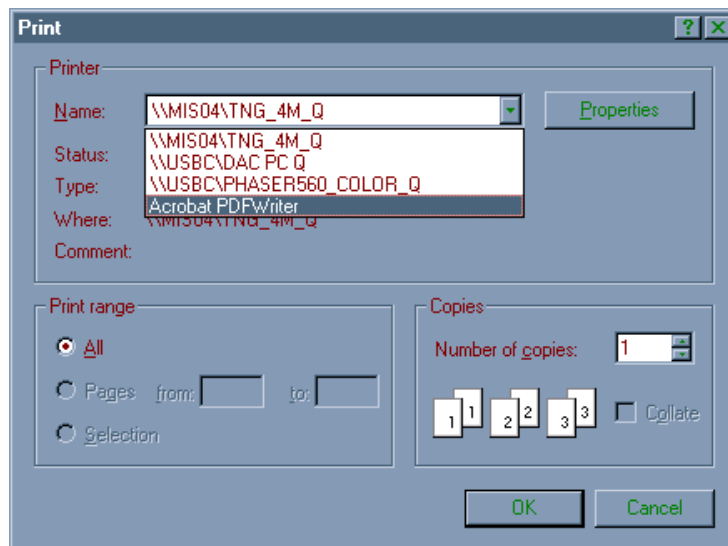 Print
Printer
Name: \\MIS04\TNG_4M_Q Properties
\\MIS04\TNG_4M_Q
Status: \\USBC\DAC PC Q
Type: \\USBC\PHASER560_COLOR_Q
Acrobat PDFWriter
Where: \\MIS04\TNG_4M_Q
Comment:
Print range
All
Pages from: to:
Selection
Copies
Number of copies: 1
1 1 2 2 3 3 Collate
OK Cancel